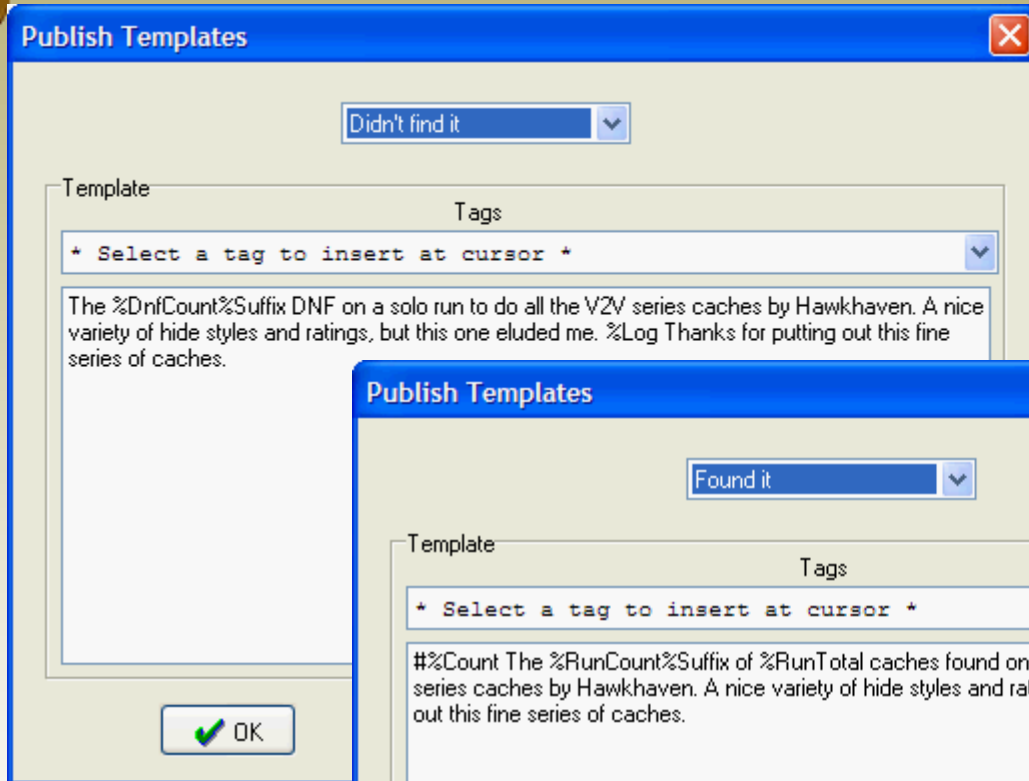 Publish Templates
Didn't find it
Template
Tags
* Select a tag to insert at cursor *
The %DnfCount%Suffix DNF on a solo run to do all the V2V series caches by Hawkhaven. A nice
variety of hide styles and ratings, but this one eluded me. %Log Thanks for putting out this fine
series of caches.
OK
Publish Templates
Found it
Template
Tags
* Select a tag to insert at cursor *
#%Count The %RunCount%Suffix of %RunTotal caches found on
series caches by Hawkhaven. A nice variety of hide styles and
out this fine series of caches.